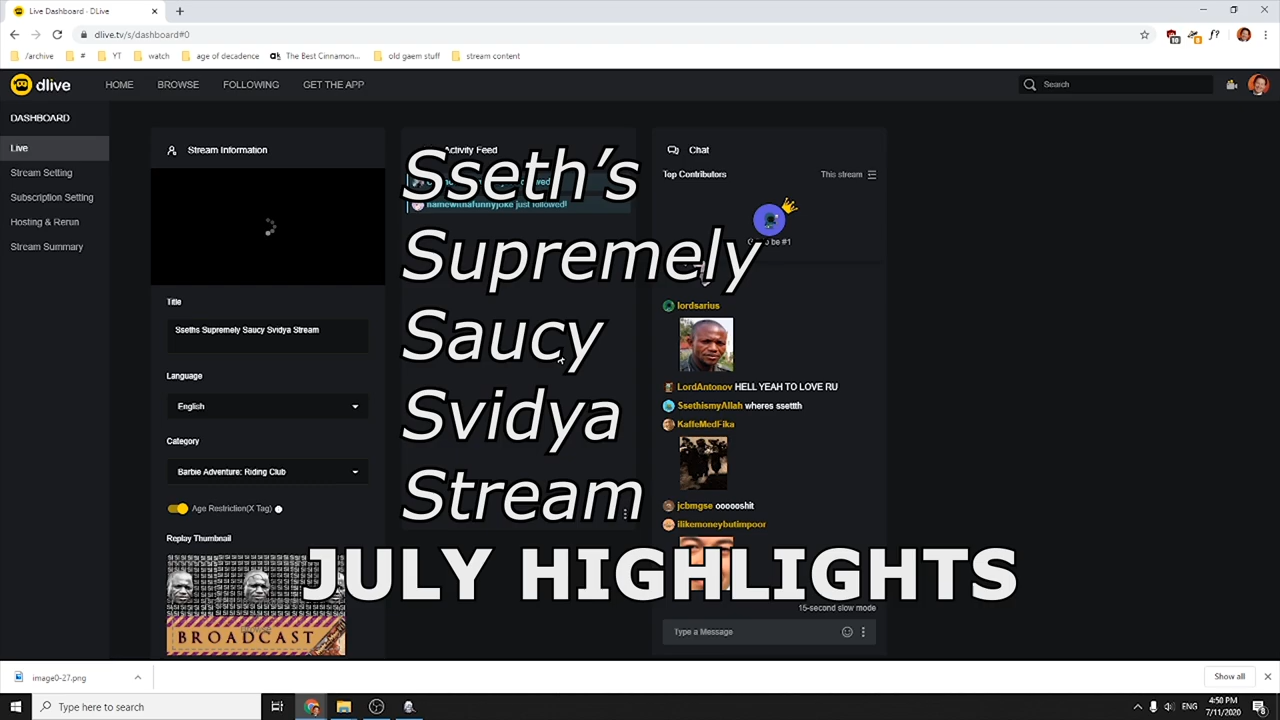 Live Dashboard - DLive
dlive.tv/s/dashboard#0
/archive
#
YT
watch
age of decadence
The Best Cinnamon...
old gaem stuff
stream content
dlive
HOME
BROWSE
FOLLOWING
GET THE APP
Search
DASHBOARD
Live
Stream Setting
Subscription Setting
Hosting & Rerun
Stream Summary
Stream Information
Title
Sseths Supremely Saucy Svidya Stream
Language
English
Category
Barbie Adventure: Riding Club
Age Restriction(X Tag)
Replay Thumbnail
BROADCAST
Activity Feed
namewithafunnyjoke just followed!
Sseth's
Supremely
Saucy
Svidya
Stream
JULY HIGHLIGHTS
Chat
Top Contributors
This stream
to be #1
lordsarius
LordAntonov HELL YEAH TO LOVE RU
SsethismyAllah wheres ssettth
KaffeMedFika
jcbmgse oooooshit
ilikemoneybutimpoor
15-second slow mode
Type a Message
image0-27.png
Show all
Type here to search
ENG
4:50 PM
7/11/2020